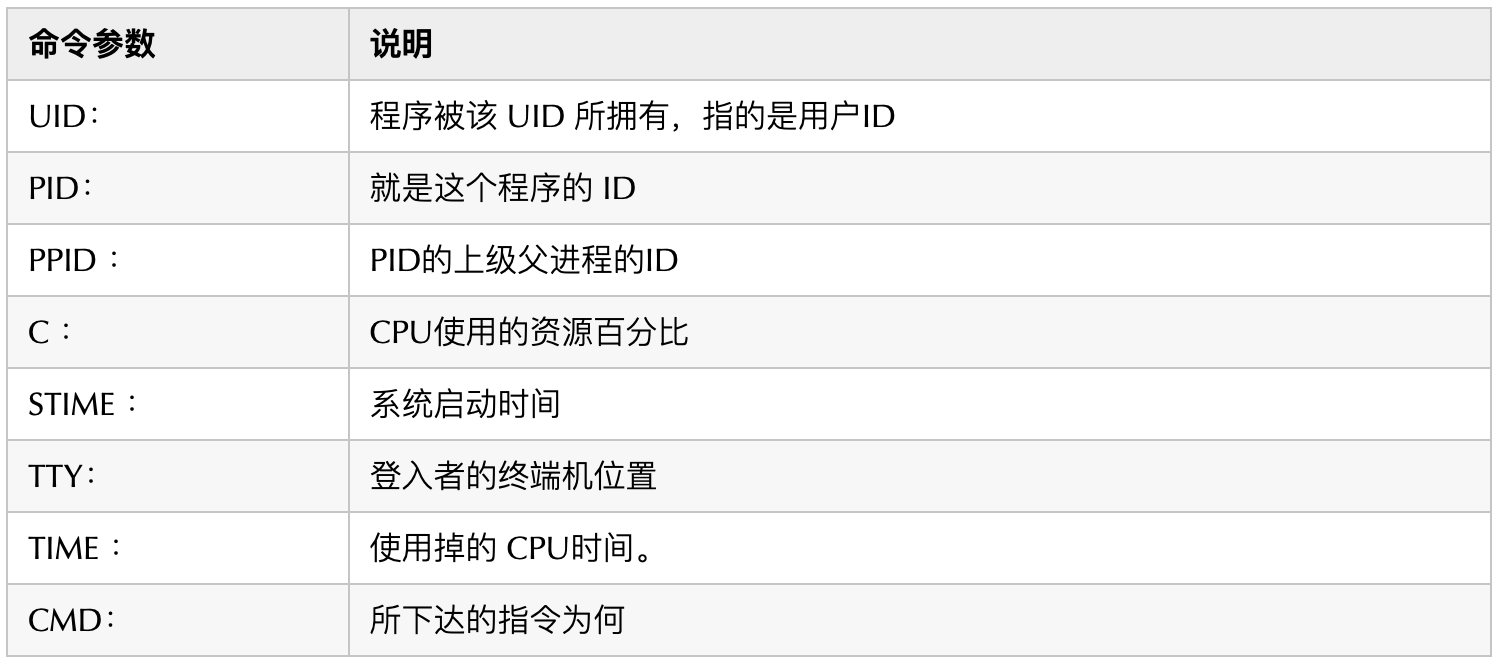 命令参数 说明
UID： 程序被该 UID 所拥有，指的是用户ID
PID： 就是这个程序的 ID
PPID ： PID的上级父进程的ID
C ： CPU使用的资源百分比
STIME ： 系统启动时间
TTY： 登入者的终端机位置
TIME ： 使用掉的 CPU时间。
CMD： 所下达的指令为何